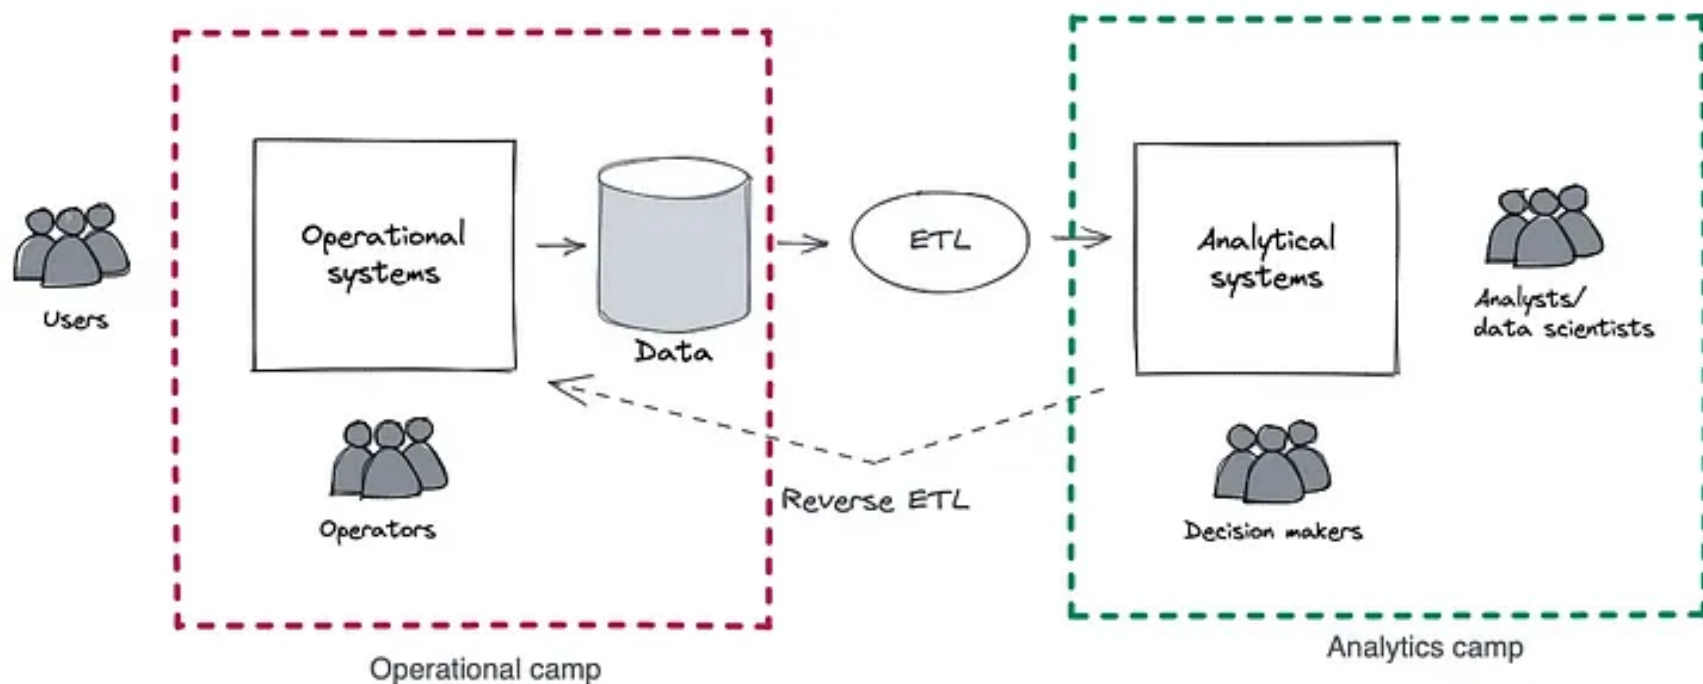 Users
Operational
systems
Data
Operators
Operational camp
ETL
Reverse ETL
Analytical
systems
Analysts/
data scientists
Decision makers
Analytics camp